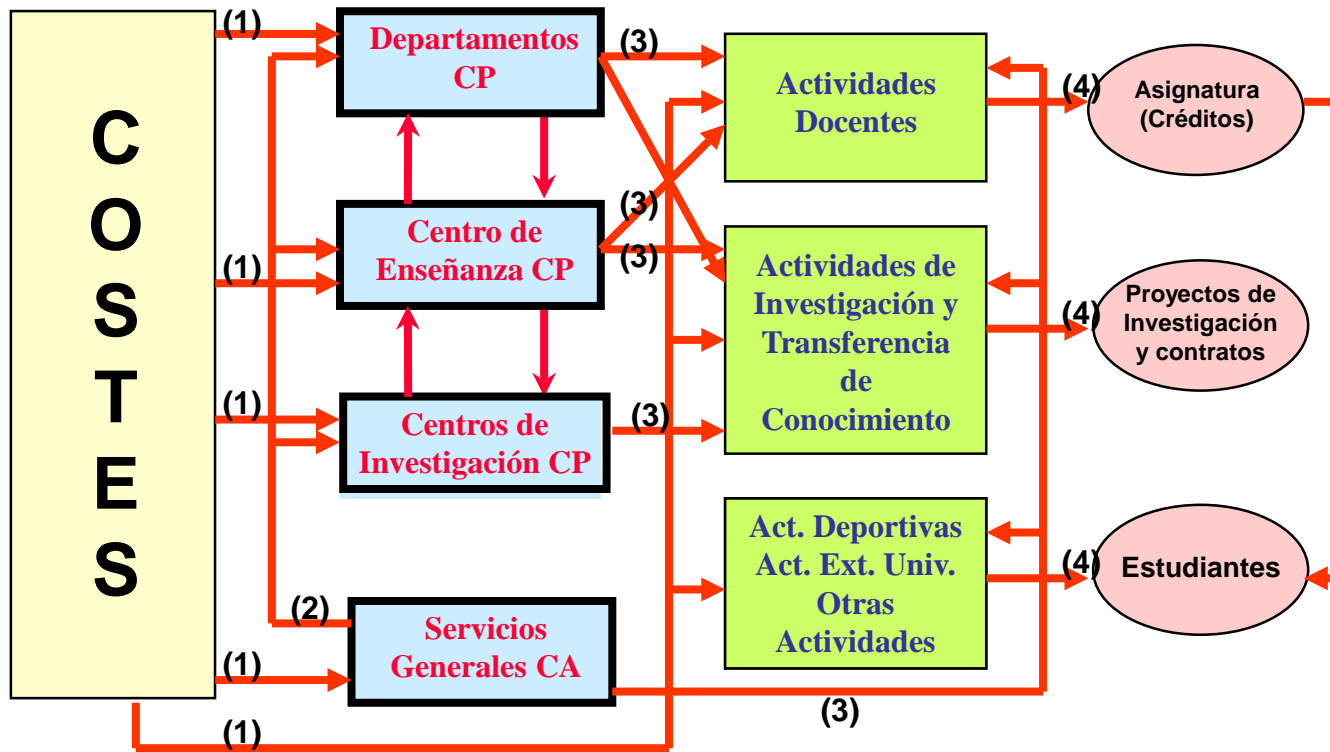 COSTES
(1)
Departamentos
CP
(3)
Actividades
Docentes
(4)
Asignatura
(Créditos)
(3)
(1)
Centro de
Enseñanza CP
(3)
Actividades de
Investigación y
Transferencia
de
Conocimiento
(4)
Proyectos de
Investigación
y contratos
(1)
Centros de
Investigación CP
(3)
Act. Deportivas
Act. Ext. Univ.
Otras
Actividades
(4)
Estudiantes
(2)
(1)
Servicios
Generales CA
(3)
(1)